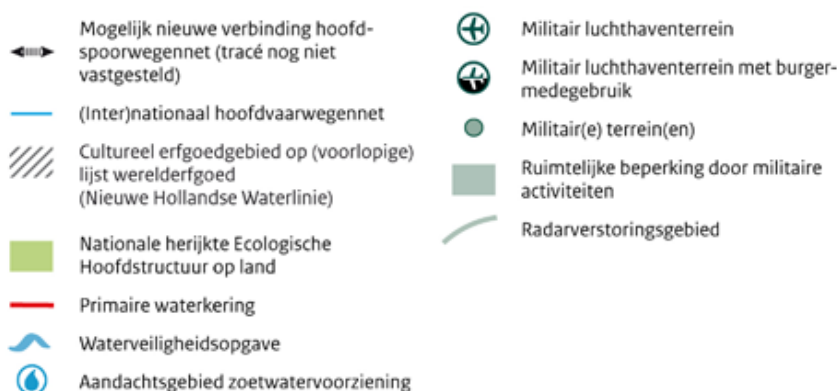 Mogelijk nieuwe verbinding hoofd-
spoorwegennet (tracé nog niet
vastgesteld)
(Inter)nationaal hoofdvaarwegennet
Cultureel erfgoedgebied op (voorlopige)
lijst werelderfgoed
(Nieuwe Hollandse Waterlinie)
Nationale herijkte Ecologische
Hoofdstructuur op land
Primaire waterkering
Waterveiligheidsopgave
Aandachtsgebied zoetwatervoorziening
Militair luchthaventerrein
Militair luchthaventerrein met burger-
medegebruik
Militair(e) terrein(en)
Ruimtelijke beperking door militaire
activiteiten
Radarverstoringsgebied